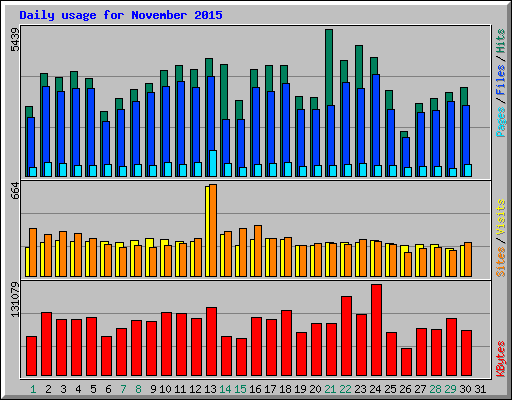 Daily usage for November 2015
5439
Pages / Files / Hits
664
Sites / Visits
131079
KBytes
1 2 3 4 5 6 7 8 9 10 11 12 13 14 15 16 17 18 19 20 21 22 23 24 25 26 27 28 29 30 31